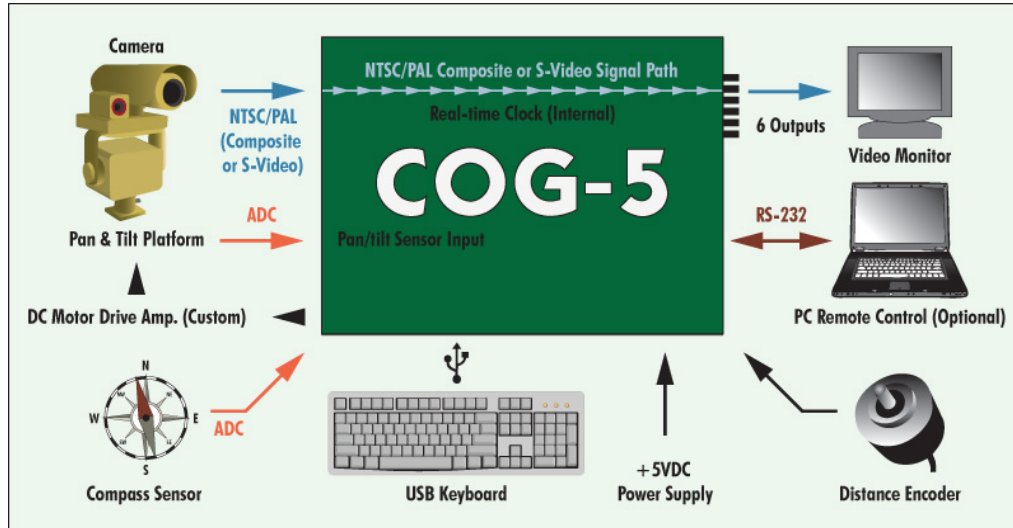 Camera
NTSC/PAL
(Composite
or S-Video)
ADC
Pan & Tilt Platform
DC Motor Drive Amp. (Custom)
NTSC/PAL Composite or S-Video Signal Path
Real-time Clock (Internal)
COG-5
Pan/tilt Sensor Input
6 Outputs
Video Monitor
RS-232
PC Remote Control (Optional)
N
W
E
S
ADC
Compass Sensor
USB Keyboard
+5VDC
Power Supply
Distance Encoder